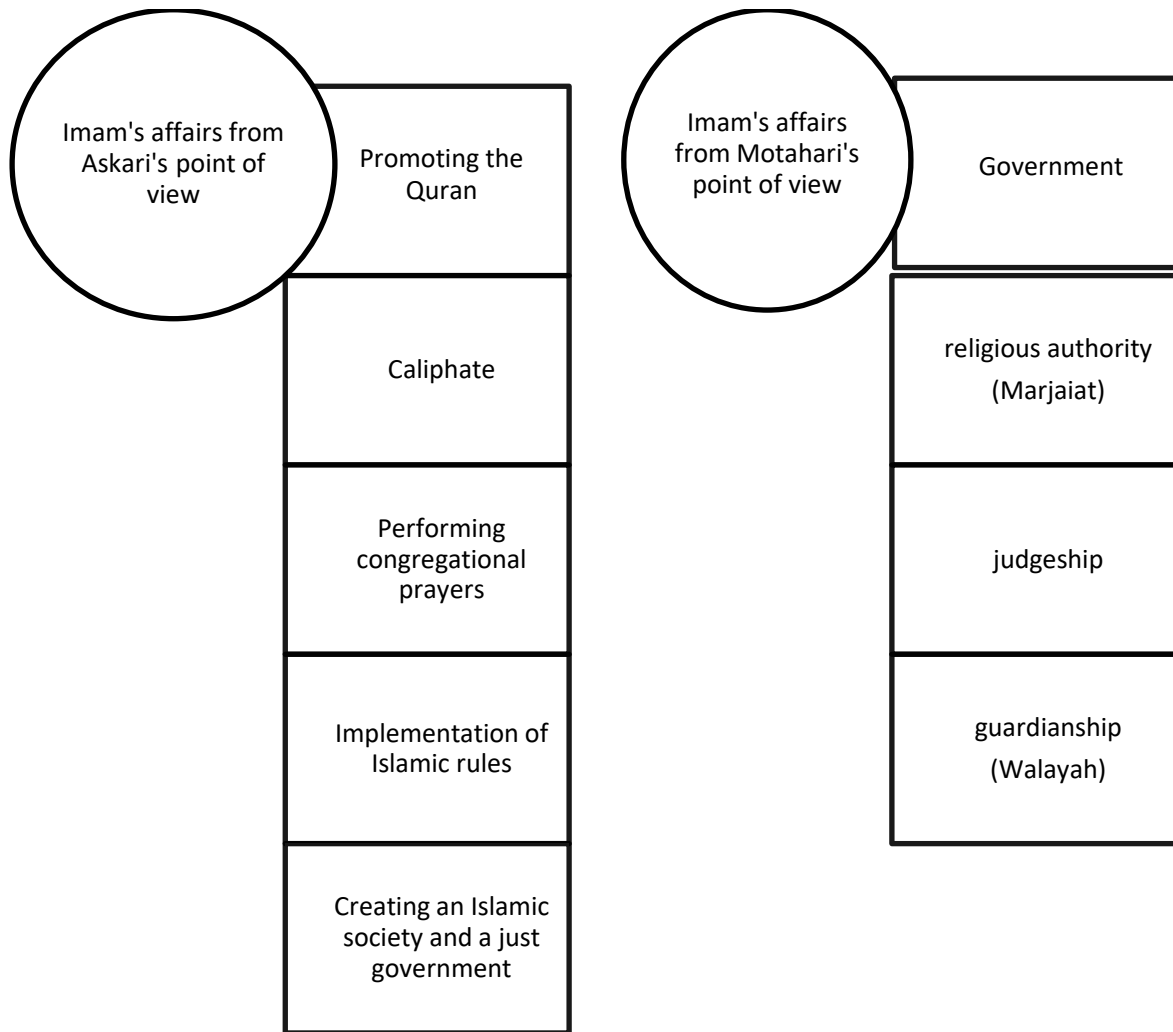 Imam's affairs from
Askari's point of
view
Promoting the
Quran
Caliphate
Performing
congregational
prayers
Implementation of
Islamic rules
Creating an Islamic
society and a just
government
Imam's affairs
from Motahari's
point of view
Government
religious authority
(Marjaiat)
judgeship
guardianship
(Walayah)